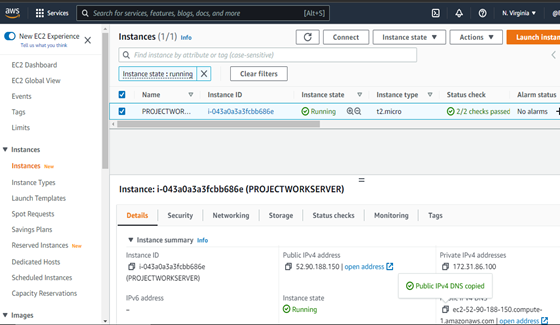 aws
Services
Search for services, features, blogs, docs, and more
[Alt+S]
N. Virginia
New EC2 Experience
Tell us what you think
EC2 Dashboard
EC2 Global View
Events
Tags
Limits
Instances
Instances New
Instance Types
Launch Templates
Spot Requests
Savings Plans
Reserved Instances New
Dedicated Hosts
Scheduled Instances
Capacity Reservations
Images
Instances (1/1) Info
Connect
Instance state
Actions
Launch instan
Find instance by attribute or tag (case-sensitive)
Instance state : running
Clear filters
Name
Instance ID
Instance state
Instance type
Status check
Alarm status
PROJECTWOR...
i-043a0a3a3fcbb686e
Running
t2.micro
2/2 checks passed
No alarms
Instance: i-043a0a3a3fcbb686e (PROJECTWORKSERVER)
Details
Security
Networking
Storage
Status checks
Monitoring
Tags
Instance summary Info
Instance ID
i-043a0a3a3fcbb686e
(PROJECTWORKSERVER)
Public IPv4 address
52.90.188.150 | open address
Private IPv4 addresses
172.31.86.100
Public IPv4 DNS copied
IPv6 address
–
Instance state
Running
ec2-52-90-188-150.compute-
1.amazonaws.com | open